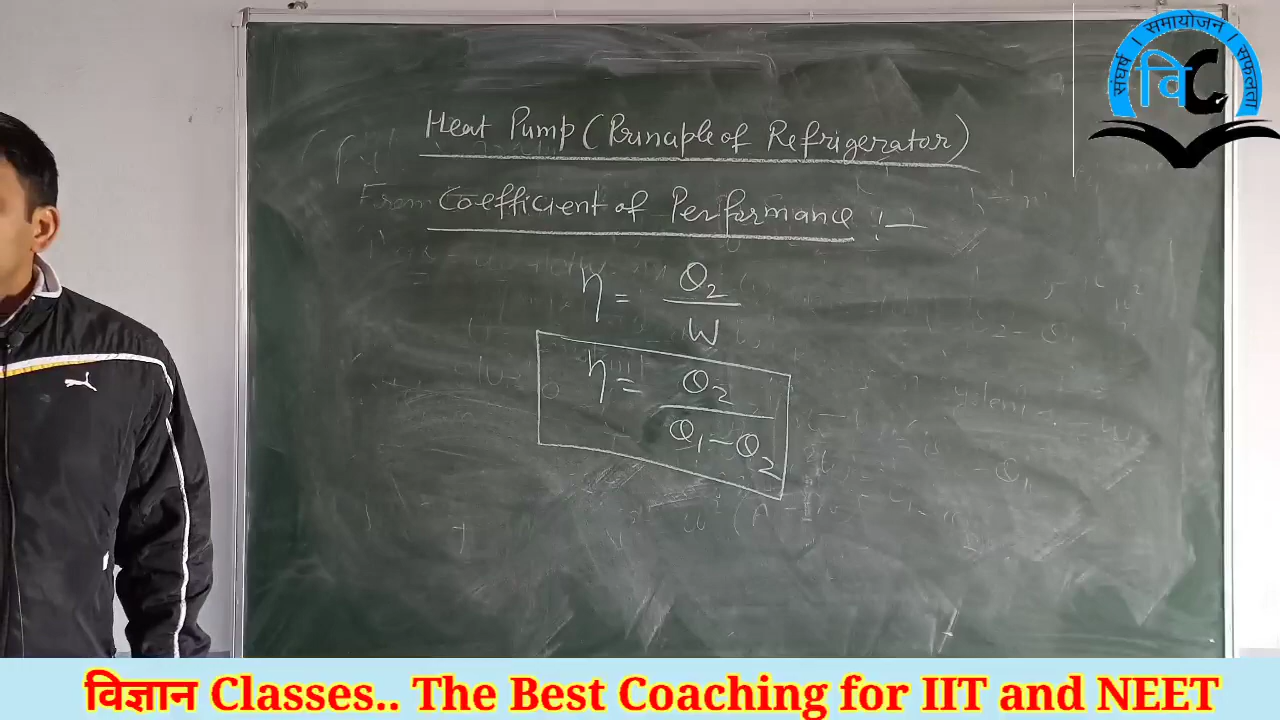 संघर्ष । समायोजन । सफलता
वि C
Heat Pump (Principle of Refrigerator)
From Coefficient of Performance :-
η = Q₂/W
η = Q₂/(Q₁-Q₂)
विज्ञान Classes.. The Best Coaching for IIT and NEET